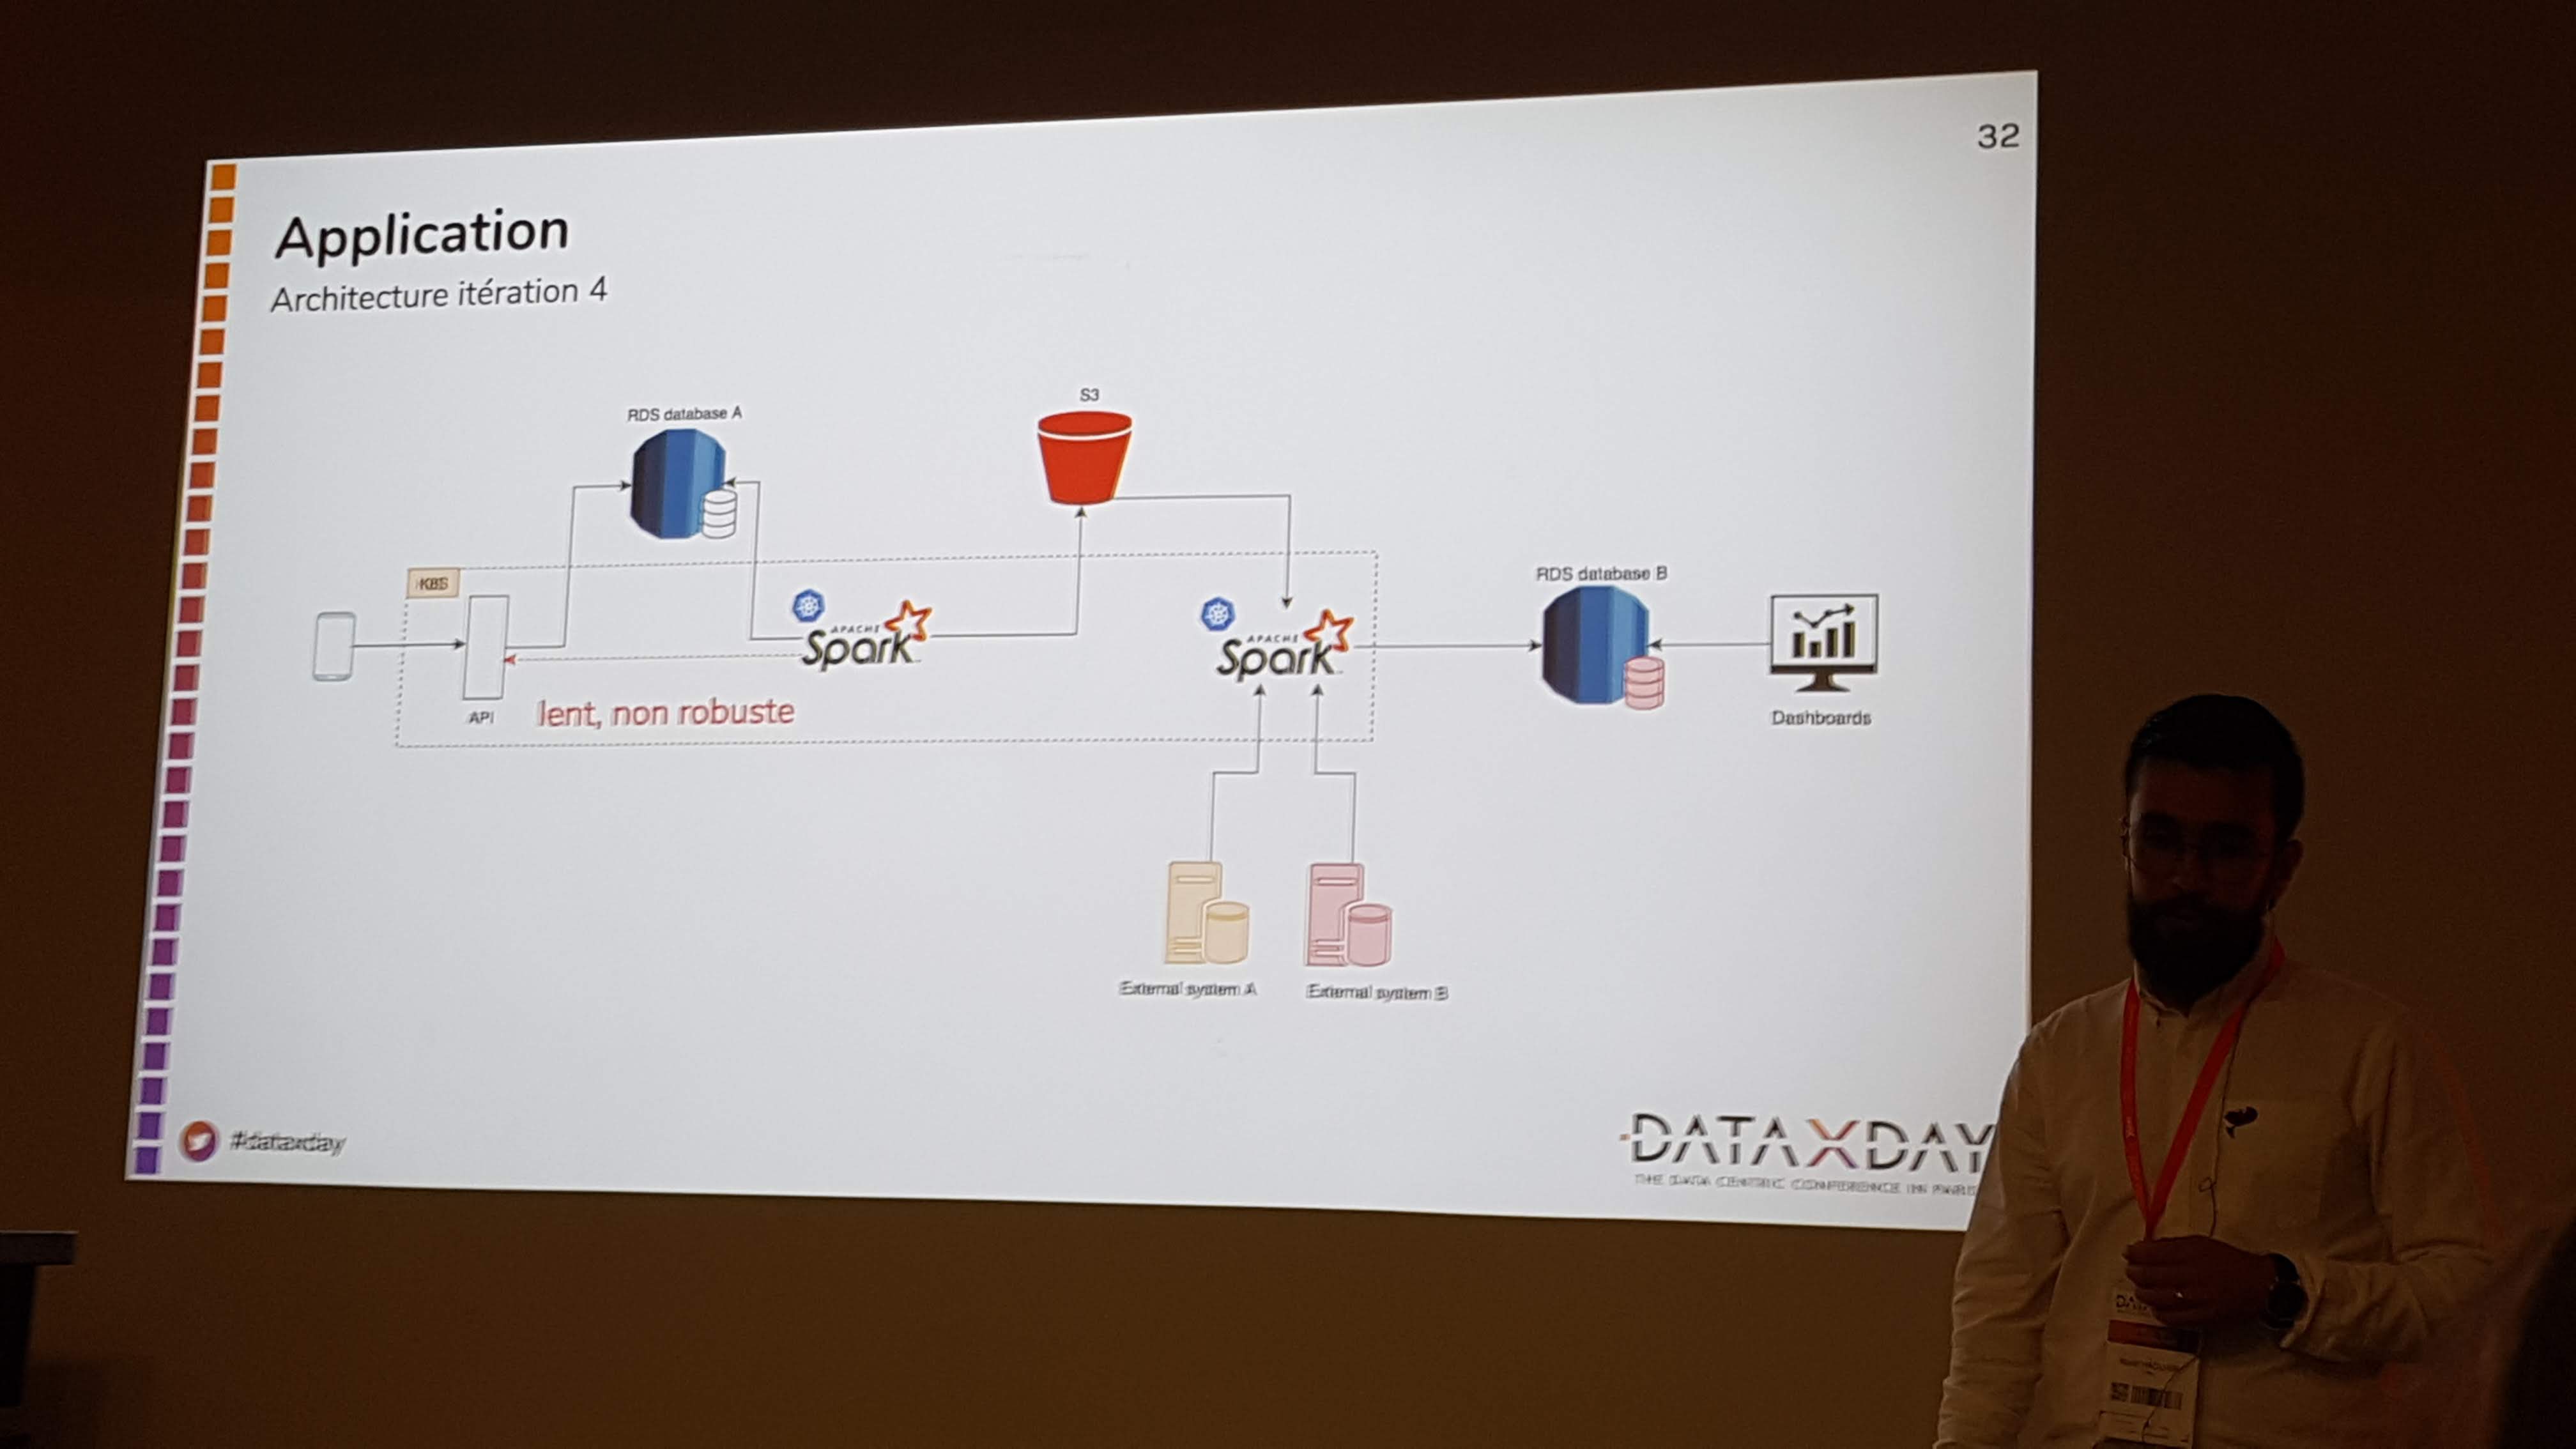 32
Application
Architecture itération 4
RDS database A
S3
K8S
APACHE
Spark
APACHE
Spark
RDS database B
API
lent, non robuste
Dashboards
External system A
External system B
#dataxday
DATAXDAY
THE DATA CENTRIC CONFERENCE IN
DAT